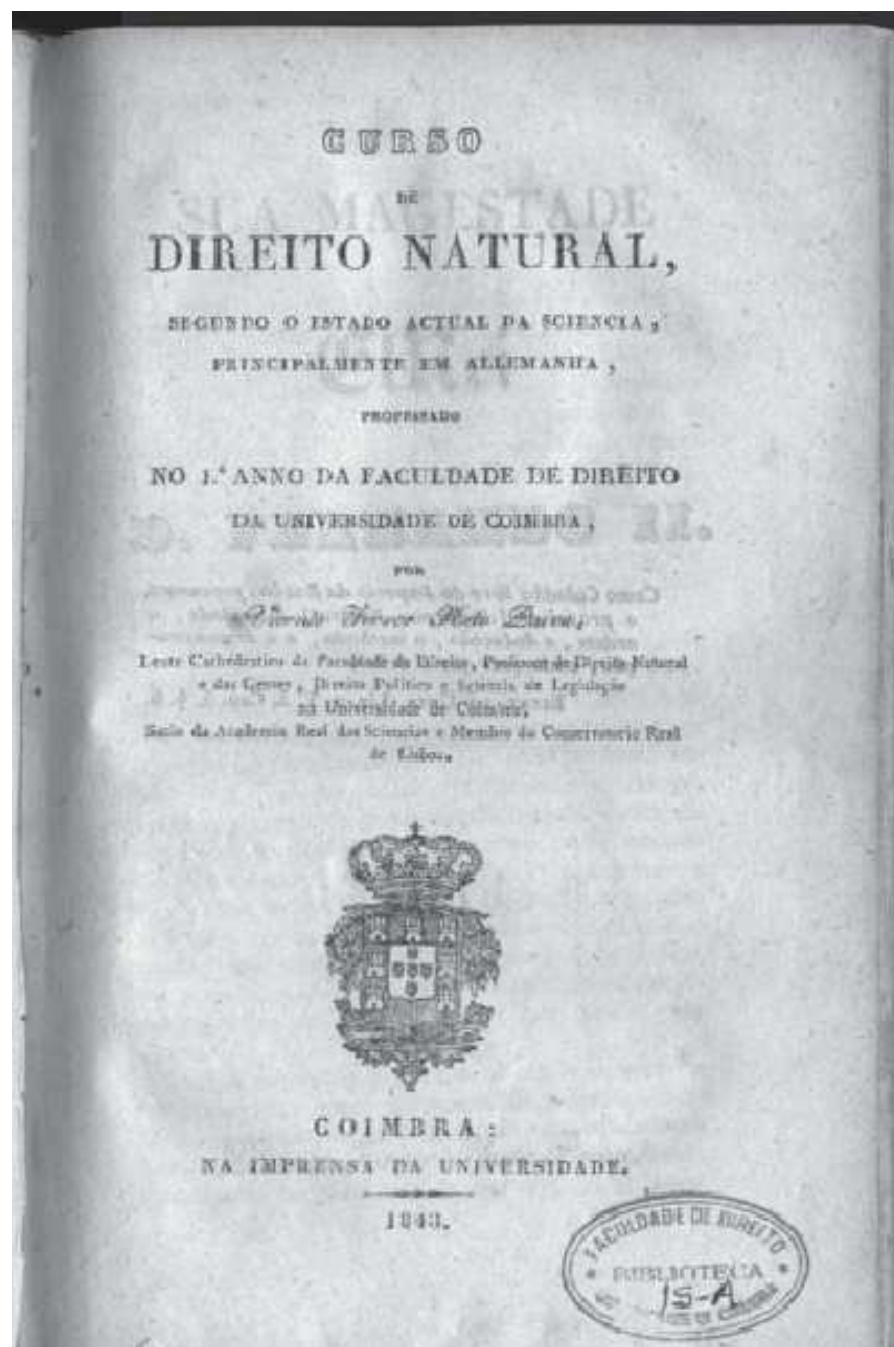 CURSO
DE
DIREITO NATURAL,
SEGUNDO O ESTADO ACTUAL DA SCIENCIA,
PRINCIPALMENTE EM ALLEMANHA,
PROFESSADO
NO 1.º ANNO DA FACULDADE DE DIREITO
DA UNIVERSIDADE DE COIMBRA,
POR
Vicente Ferrer Neto Paiva,
Lente Cathedratico da Faculdade de Direito, Professor de Direito Natural
e das Gentes, Direito Politico e Sciencia da Legislação
na Universidade de Coimbra,
Socio da Academia Real das Sciencias e Membro do Conservatorio Real
de Lisboa.
COIMBRA:
NA IMPRENSA DA UNIVERSIDADE.
1843.
FACULDADE DE DIREITO
BIBLIOTECA
15-A
DE COIMBRA